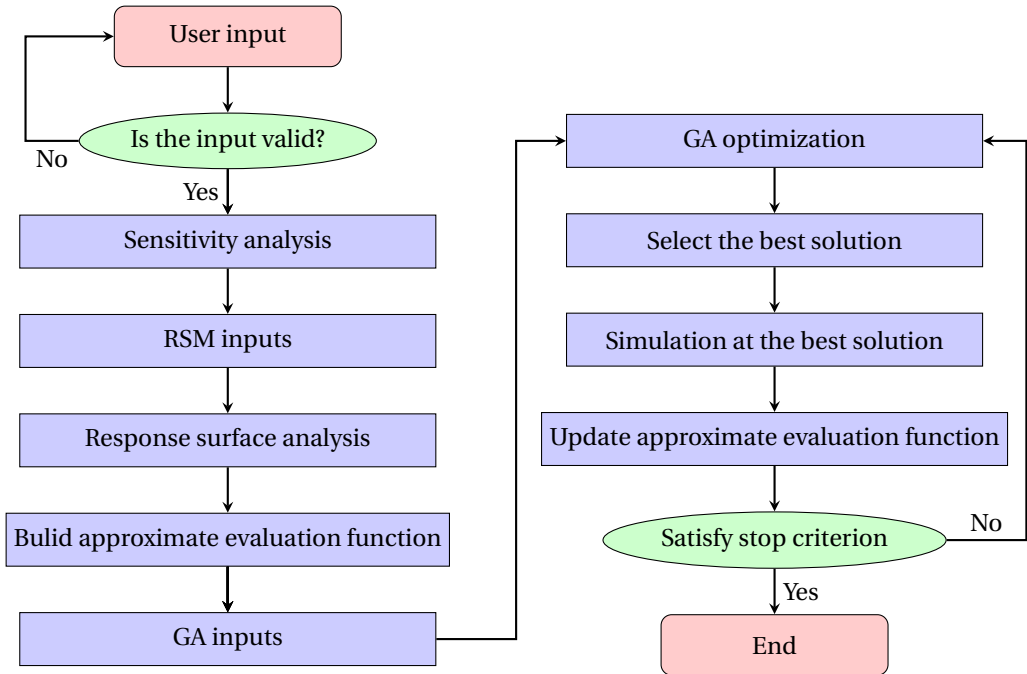 User input
Is the input valid?
No
Yes
Sensitivity analysis
RSM inputs
Response surface analysis
Bulid approximate evaluation function
GA inputs
GA optimization
Select the best solution
Simulation at the best solution
Update approximate evaluation function
Satisfy stop criterion
No
Yes
End